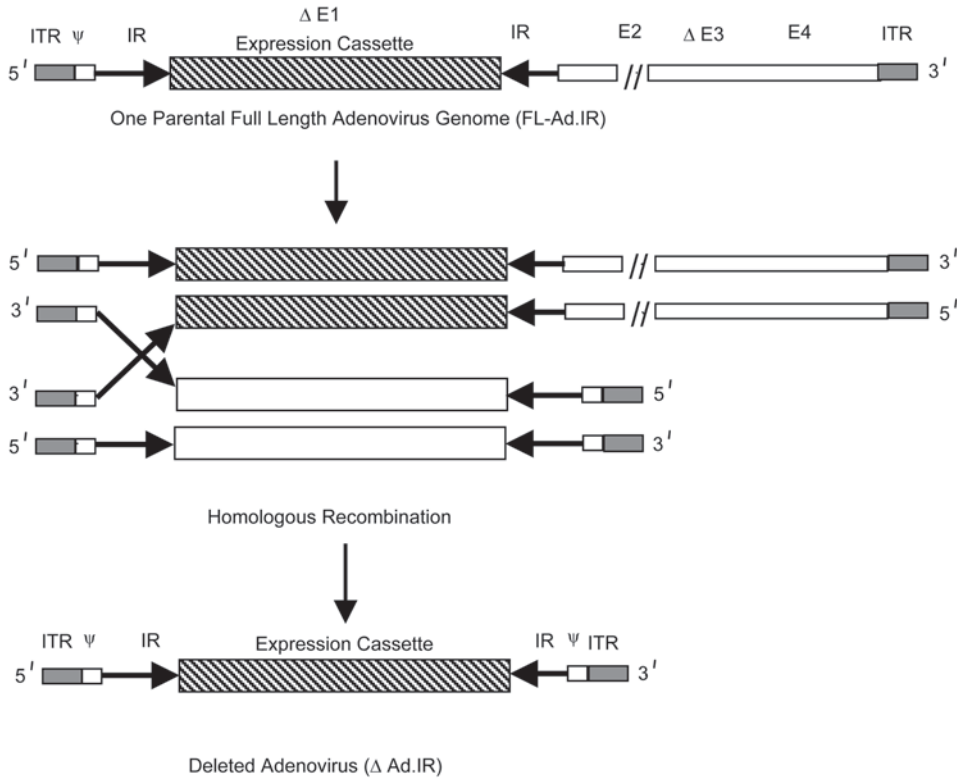 Δ E1
ITR ψ IR Expression Cassette IR E2 Δ E3 E4 ITR
5' 3'
One Parental Full Length Adenovirus Genome (FL-Ad.IR)
5' 3'
3' 5'
3' 5'
5' 3'
Homologous Recombination
ITR ψ IR Expression Cassette IR ψ ITR
5' 3'
Deleted Adenovirus (Δ Ad.IR)